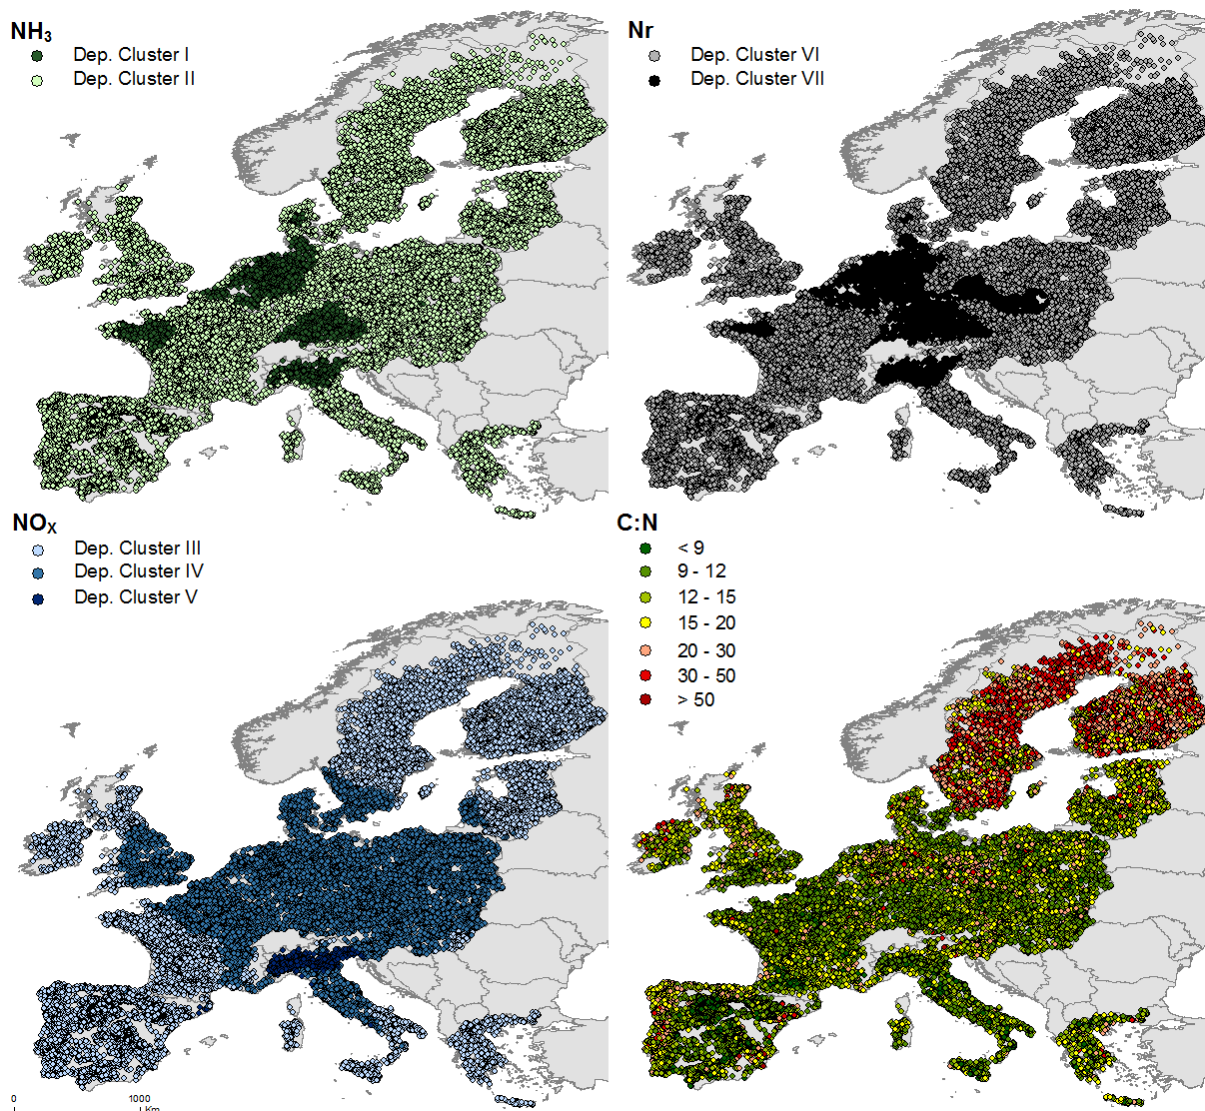 NH3
Dep. Cluster I
Dep. Cluster II
Nr
Dep. Cluster VI
Dep. Cluster VII
NOX
Dep. Cluster III
Dep. Cluster IV
Dep. Cluster V
C:N
< 9
9 - 12
12 - 15
15 - 20
20 - 30
30 - 50
> 50
0 1000
Km